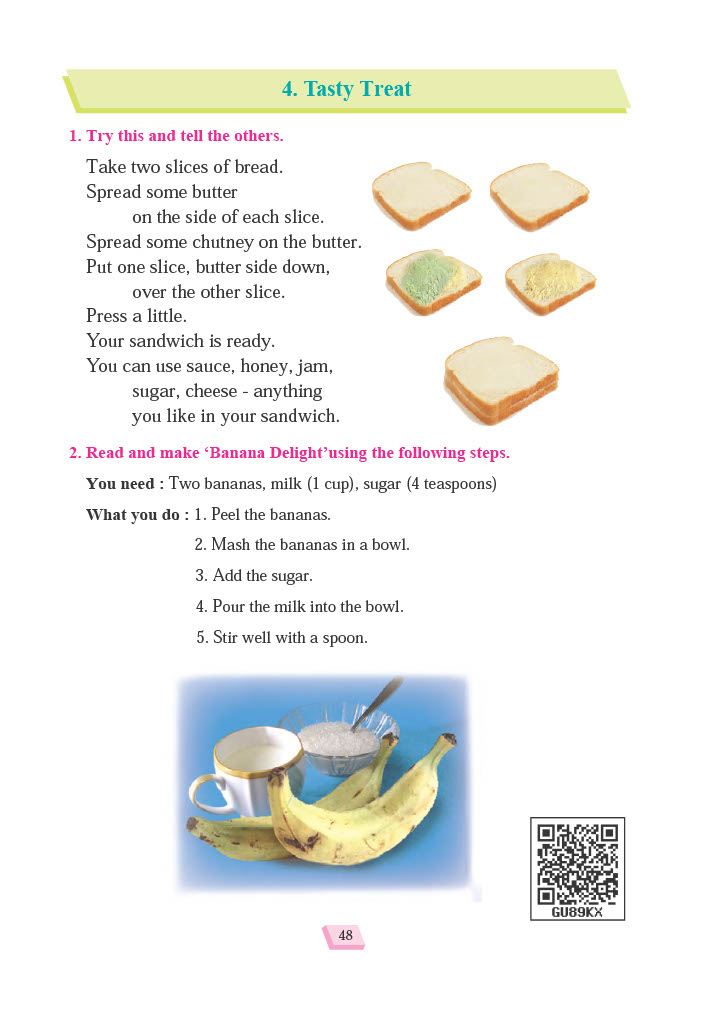 4. Tasty Treat
1. Try this and tell the others.
Take two slices of bread.
Spread some butter
on the side of each slice.
Spread some chutney on the butter.
Put one slice, butter side down,
over the other slice.
Press a little.
Your sandwich is ready.
You can use sauce, honey, jam,
sugar, cheese - anything
you like in your sandwich.
2. Read and make ‘Banana Delight’using the following steps.
You need : Two bananas, milk (1 cup), sugar (4 teaspoons)
What you do : 1. Peel the bananas.
2. Mash the bananas in a bowl.
3. Add the sugar.
4. Pour the milk into the bowl.
5. Stir well with a spoon.
GU89KX
48